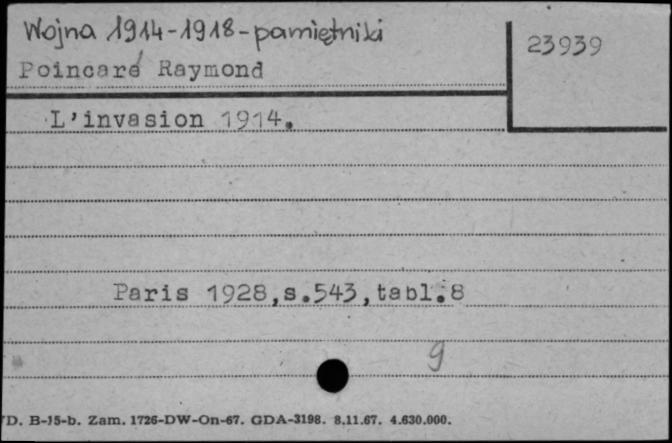 Wojna 1914-1918-pamiętniki
23939
Poincaré Raymond
L'invasion 1914.
Paris 1928,s.543,tabl.8
9
D. B-15-b. Zam. 1726-DW-On-67. GDA-3198. 8.11.67. 4.630.000.